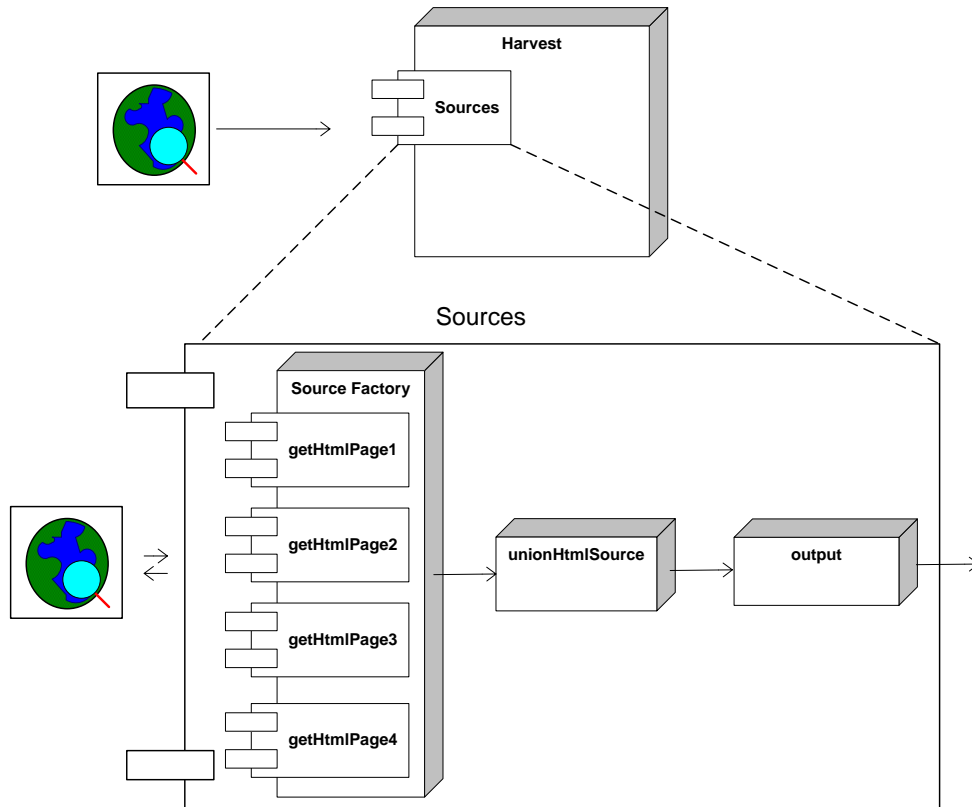 Harvest
Sources
Sources
Source Factory
getHtmlPage1
getHtmlPage2
unionHtmlSource
output
getHtmlPage3
getHtmlPage4